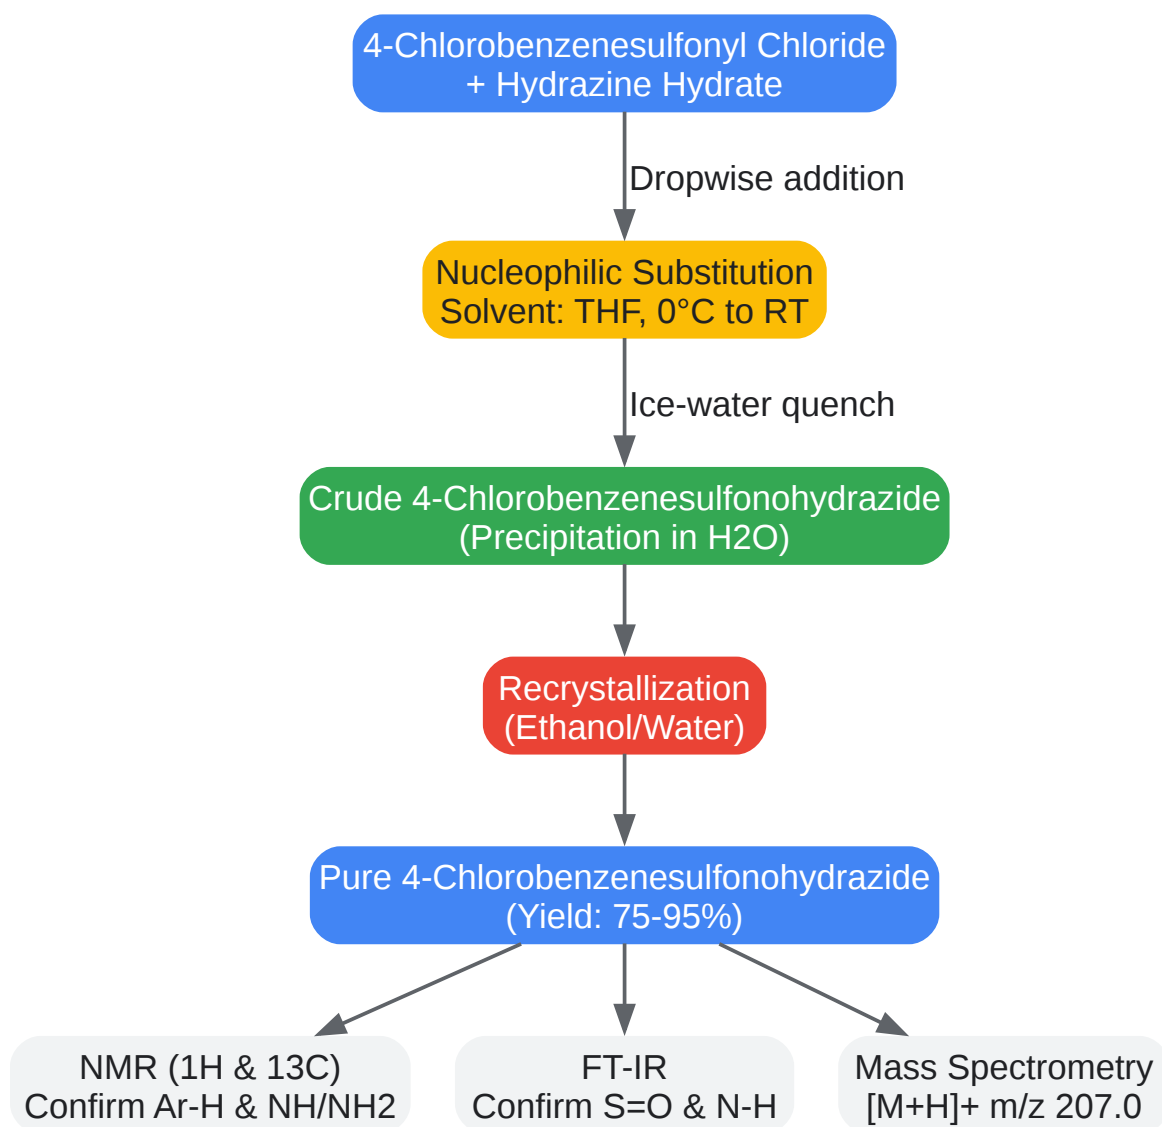 4-Chlorobenzenesulfonyl Chloride
+ Hydrazine Hydrate
Dropwise addition
Nucleophilic Substitution
Solvent: THF, 0°C to RT
Ice-water quench
Crude 4-Chlorobenzenesulfonohydrazide
(Precipitation in H2O)
Recrystallization
(Ethanol/Water)
Pure 4-Chlorobenzenesulfonohydrazide
(Yield: 75-95%)
NMR (1H & 13C)
Confirm Ar-H & NH/NH2
FT-IR
Confirm S=O & N-H
Mass Spectrometry
[M+H]+ m/z 207.0